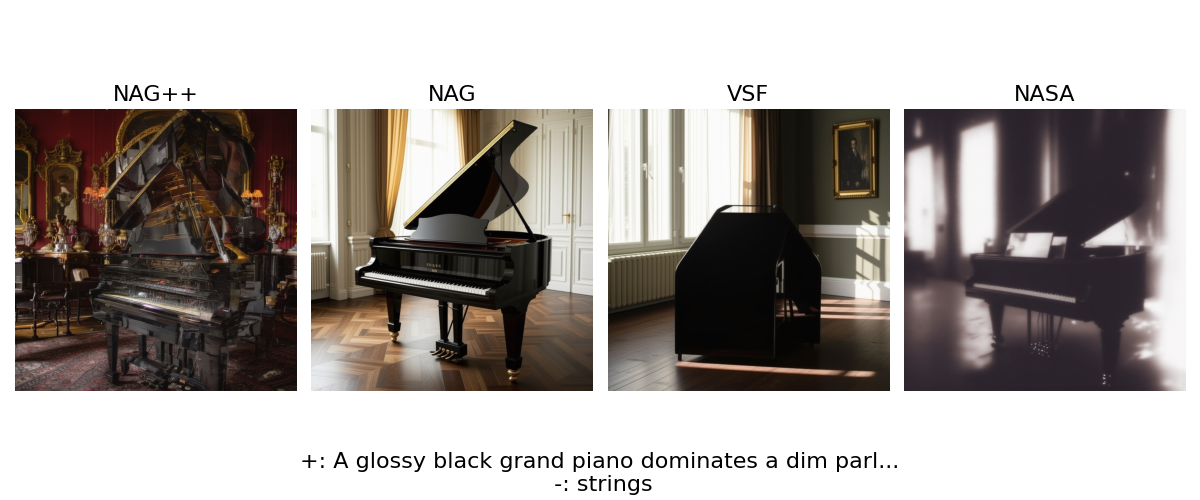 NAG++
NAG
VSF
NASA
+: A glossy black grand piano dominates a dim parl...
-: strings